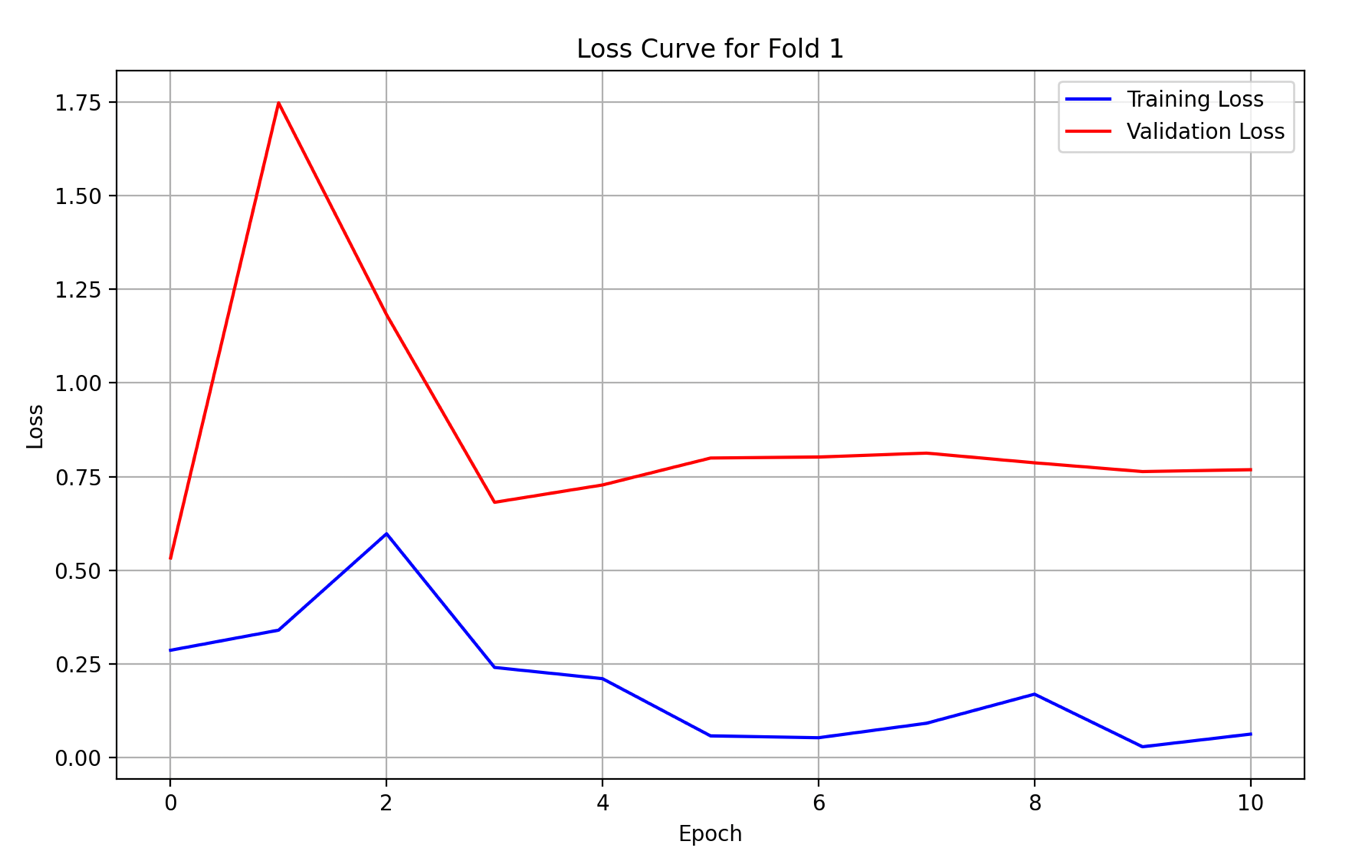 Loss Curve for Fold 1
Training Loss
Validation Loss
Loss
1.75
1.50
1.25
1.00
0.75
0.50
0.25
0.00
0 2 4 6 8 10
Epoch